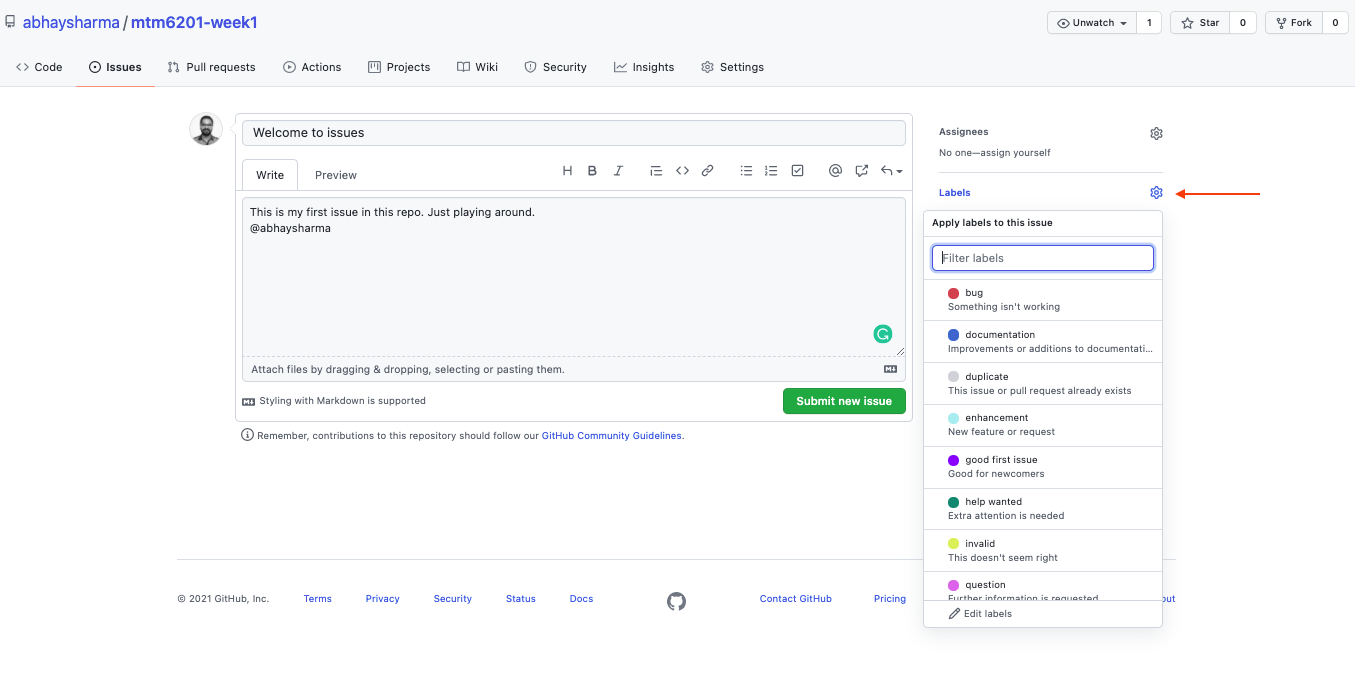 abhaysharma / mtm6201-week1
Unwatch 1 Star 0 Fork 0
Code Issues Pull requests Actions Projects Wiki Security Insights Settings
Welcome to issues
Write Preview
This is my first issue in this repo. Just playing around.
@abhaysharma
Attach files by dragging & dropping, selecting or pasting them.
Styling with Markdown is supported
Submit new issue
Remember, contributions to this repository should follow our GitHub Community Guidelines.
Assignees
No one—assign yourself
Labels
Apply labels to this issue
Filter labels
bug
Something isn't working
documentation
Improvements or additions to documentati...
duplicate
This issue or pull request already exists
enhancement
New feature or request
good first issue
Good for newcomers
help wanted
Extra attention is needed
invalid
This doesn't seem right
question
Further information is requested
Edit labels
© 2021 GitHub, Inc. Terms Privacy Security Status Docs Contact GitHub Pricing out